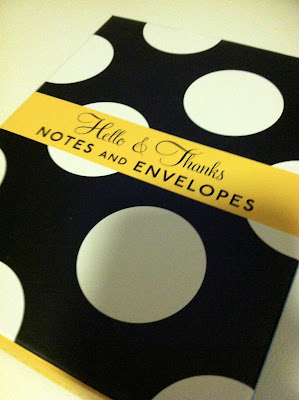 Hello & Thanks
NOTES AND ENVELOPES